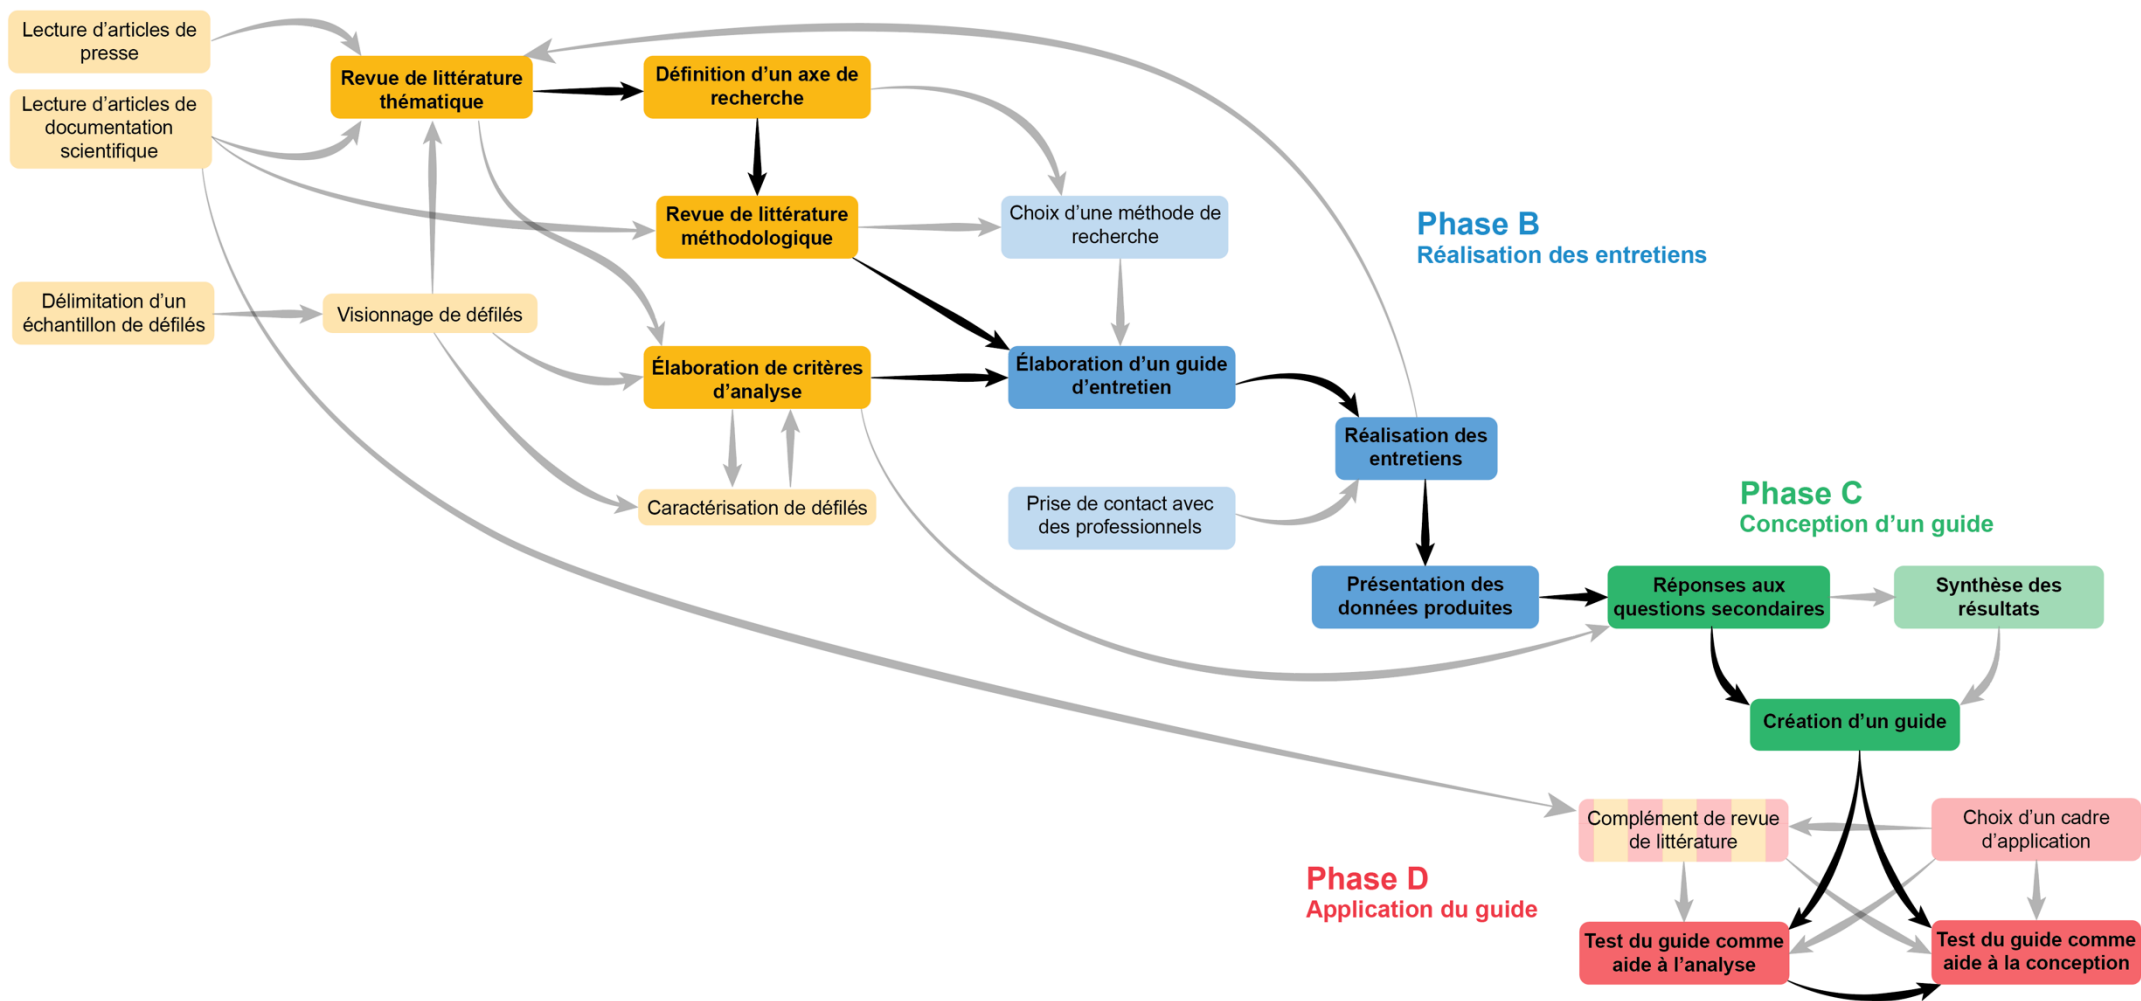 Lecture d’articles de
presse
Lecture d’articles de
documentation
scientifique
Revue de littérature
thématique
Définition d’un axe de
recherche
Revue de littérature
méthodologique
Choix d’une méthode de
recherche
Phase B
Réalisation des entretiens
Délimitation d’un
échantillon de défilés
Visionnage de défilés
Élaboration de critères
d’analyse
Élaboration d’un guide
d’entretien
Réalisation des
entretiens
Caractérisation de défilés
Prise de contact avec
des professionnels
Phase C
Conception d’un guide
Présentation des
données produites
Réponses aux
questions secondaires
Synthèse des
résultats
Création d’un guide
Complément de revue
de littérature
Choix d’un cadre
d’application
Phase D
Application du guide
Test du guide comme
aide à l’analyse
Test du guide comme
aide à la conception